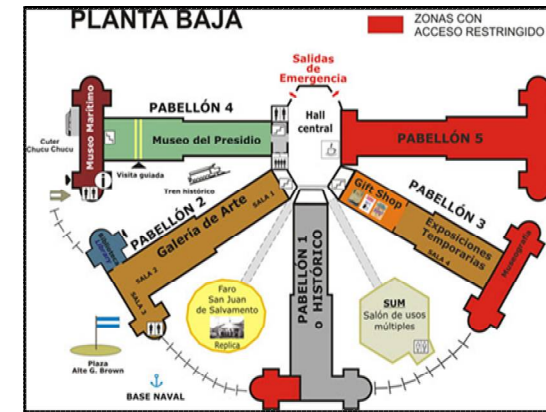 PLANTA BAJA
ZONAS CON
ACCESO RESTRINGIDO
Salidas
de
Emergencia
PABELLÓN 4
Hall
central
Museo Marítimo
Museo del Presidio
PABELLÓN 5
Cuter
Chucu Chucu
Visita guiada
Tren histórico
i
PABELLÓN 2
Galería de Arte
SALA 1
SALA 2
SALA 3
Biblioteca
Library
Gift Shop
PABELLÓN 3
Exposiciones
Temporarias
SALA 4
Museografía
PABELLÓN 1
o HISTÓRICO
Faro
San Juan
de Salvamento
Replica
SUM
Salón de usos
múltiples
Plaza
Alte G. Brown
BASE NAVAL